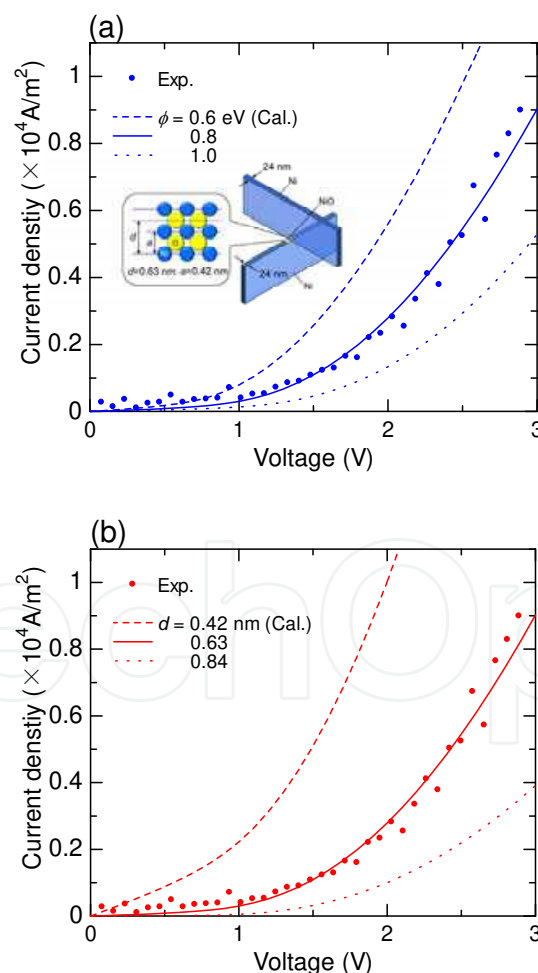 (a)
1
0.8
0.6
0.4
0.2
0
Current denstiy (×10⁴A/m²)
Exp.
ϕ = 0.6 eV (Cal.)
0.8
1.0
24 nm
Ni
NiO
d
a
O
d=0.63 nm a=0.42 nm
24 nm
Ni
0 1 2 3
Voltage (V)
(b)
1
0.8
0.6
0.4
0.2
0
Current denstiy (×10⁴A/m²)
Exp.
d = 0.42 nm (Cal.)
0.63
0.84
0 1 2 3
Voltage (V)
echOp